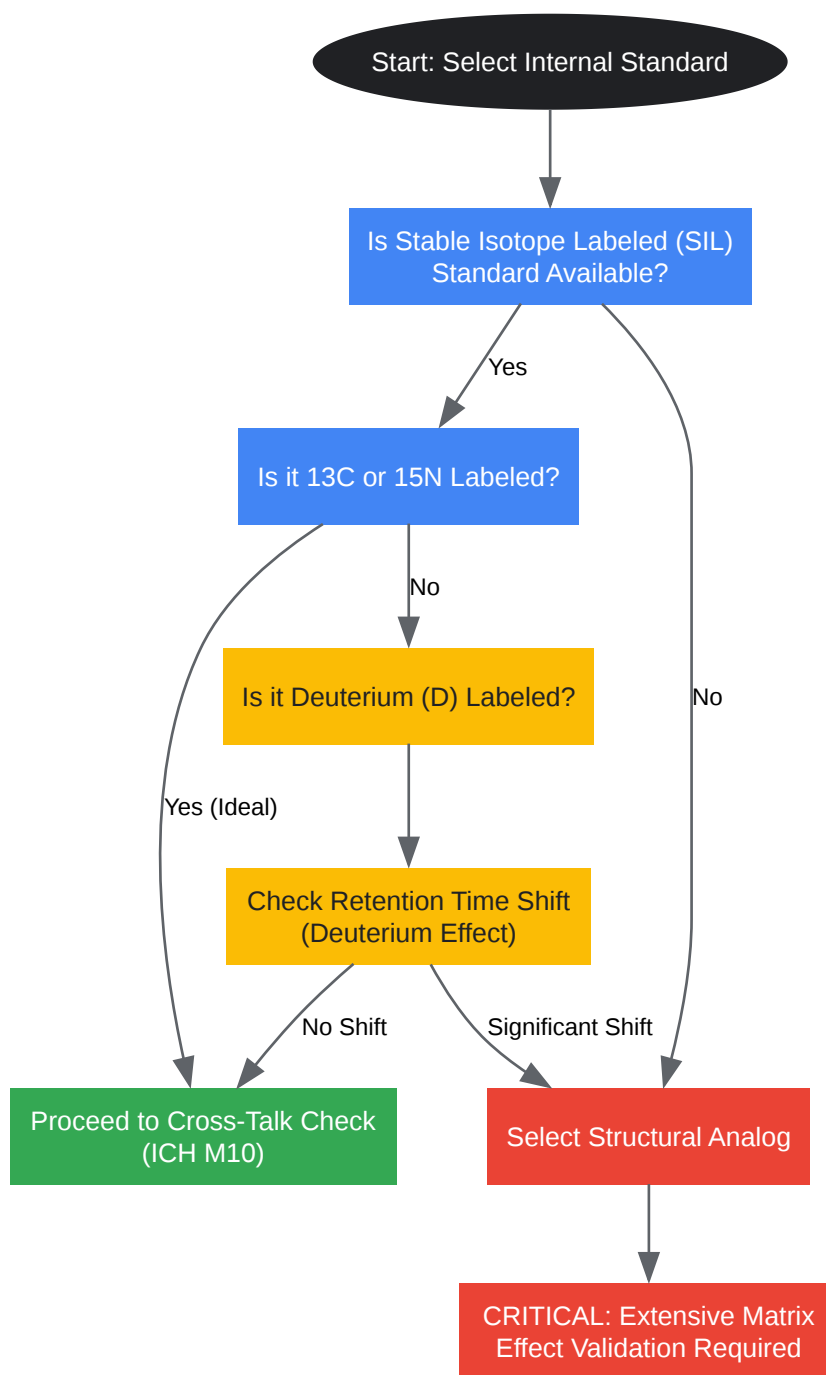 Start: Select Internal Standard
Is Stable Isotope Labeled (SIL)
Standard Available?
Yes
Is it 13C or 15N Labeled?
No
Is it Deuterium (D) Labeled?
No
Yes (Ideal)
Check Retention Time Shift
(Deuterium Effect)
No Shift
Significant Shift
Proceed to Cross-Talk Check
(ICH M10)
Select Structural Analog
CRITICAL: Extensive Matrix
Effect Validation Required